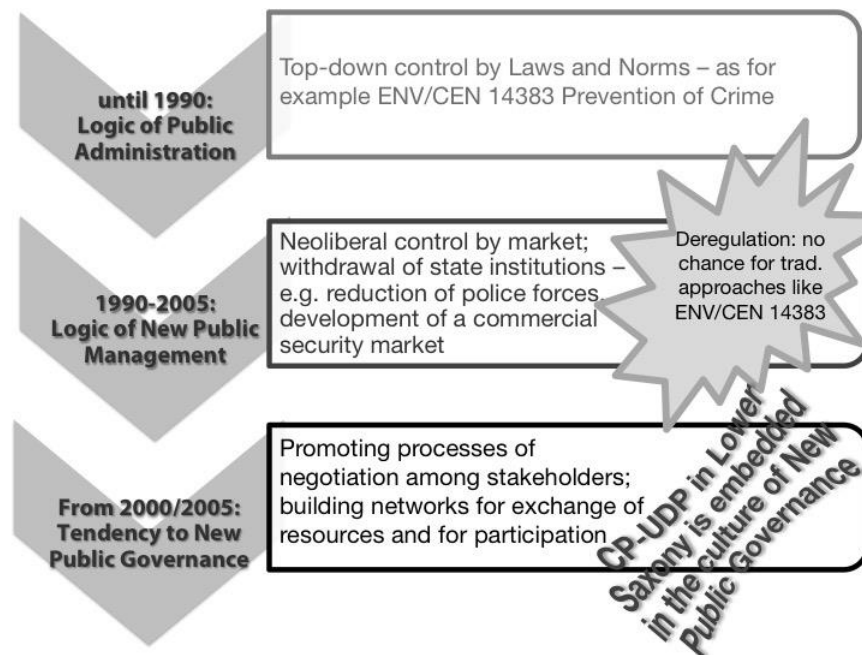 until 1990:
Logic of Public
Administration
Top-down control by Laws and Norms – as for
example ENV/CEN 14383 Prevention of Crime
1990-2005:
Logic of New Public
Management
Neoliberal control by market;
withdrawal of state institutions –
e.g. reduction of police forces,
development of a commercial
security market
Deregulation: no
chance for trad.
approaches like
ENV/CEN 14383
From 2000/2005:
Tendency to New
Public Governance
Promoting processes of
negotiation among stakeholders;
building networks for exchange of
resources and for participation
CP-UDP in Lower
Saxony is embedded
in the culture of New
Public Governance